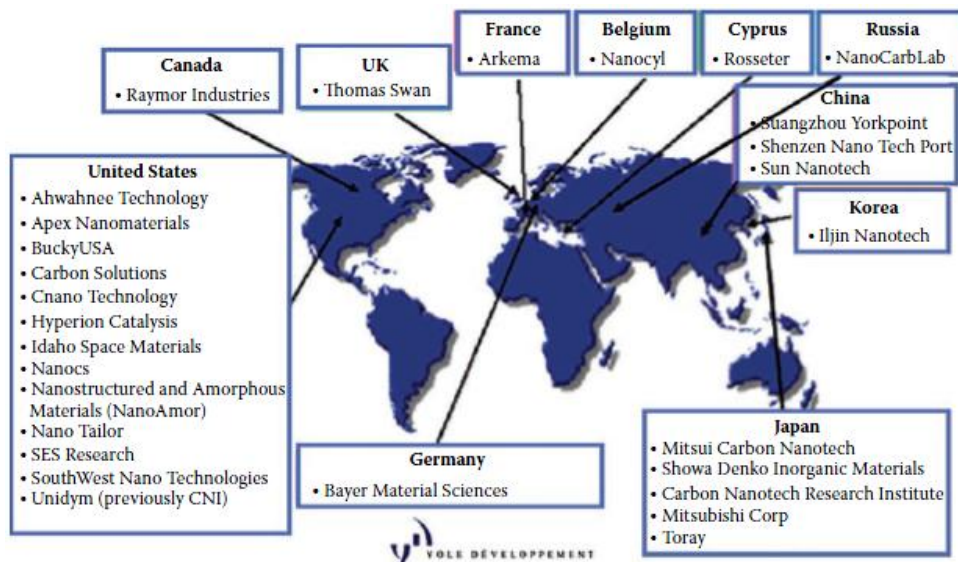 France
• Arkema
Belgium
• Nanocyl
Cyprus
• Rosseter
Russia
• NanoCarbLab
Canada
• Raymor Industries
UK
• Thomas Swan
China
• Suangzhou Yorkpoint
• Shenzen Nano Tech Port
• Sun Nanotech
United States
• Ahwahnee Technology
• Apex Nanomaterials
• BuckyUSA
• Carbon Solutions
• Cnano Technology
• Hyperion Catalysis
• Idaho Space Materials
• Nanocs
• Nanostructured and Amorphous
Materials (NanoAmor)
• Nano Tailor
• SES Research
• SouthWest Nano Technologies
• Unidym (previously CNI)
Korea
• Iljin Nanotech
Germany
• Bayer Material Sciences
Japan
• Mitsui Carbon Nanotech
• Showa Denko Inorganic Materials
• Carbon Nanotech Research Institute
• Mitsubishi Corp
• Toray
YOLE DÉVELOPPEMENT